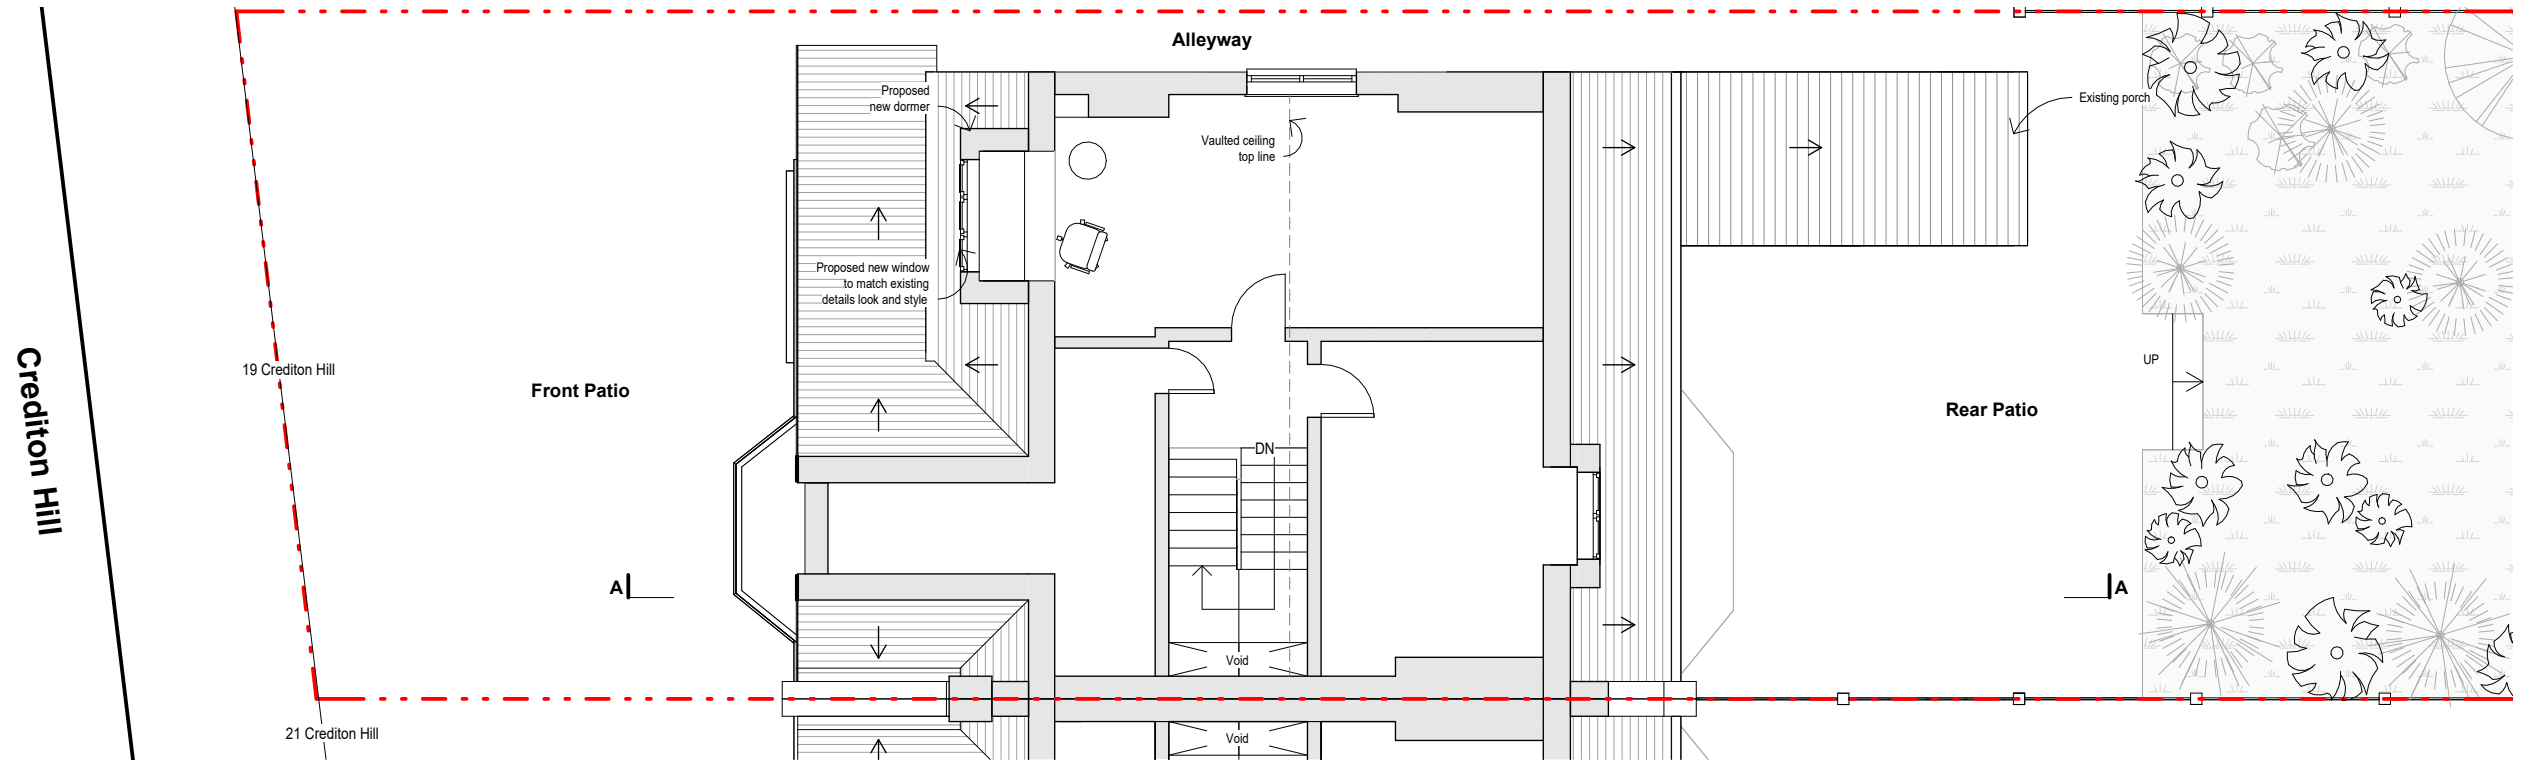 Alleyway
Proposed
new dormer
Existing porch
Vaulted ceiling
top line
Proposed new window
to match existing
details look and style
Crediton Hill
19 Crediton Hill
Front Patio
UP
Rear Patio
DN
A
A
Void
Void
21 Crediton Hill